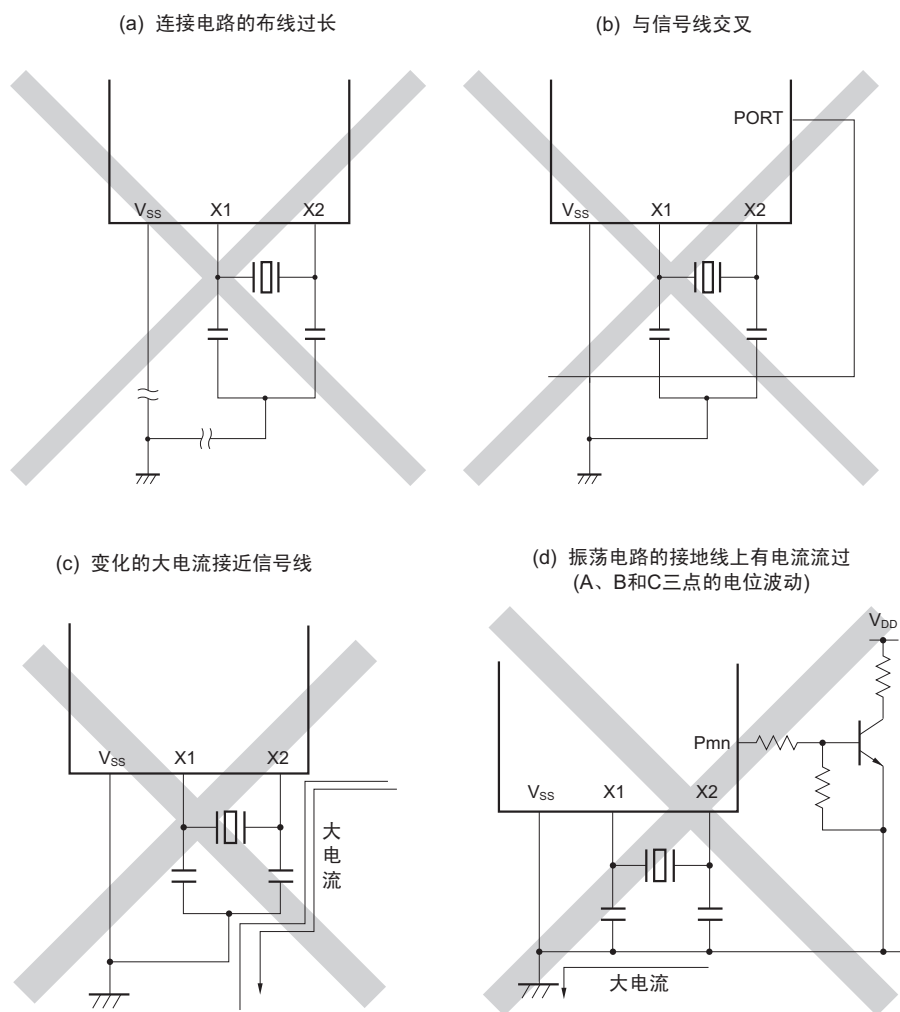 (a) 连接电路的布线过长
VSS X1 X2
(b) 与信号线交叉
PORT
VSS X1 X2
(c) 变化的大电流接近信号线
VSS X1 X2
大电流
(d) 振荡电路的接地线上有电流流过
(A、B和C三点的电位波动)
VDD
Pmn
VSS X1 X2
大电流